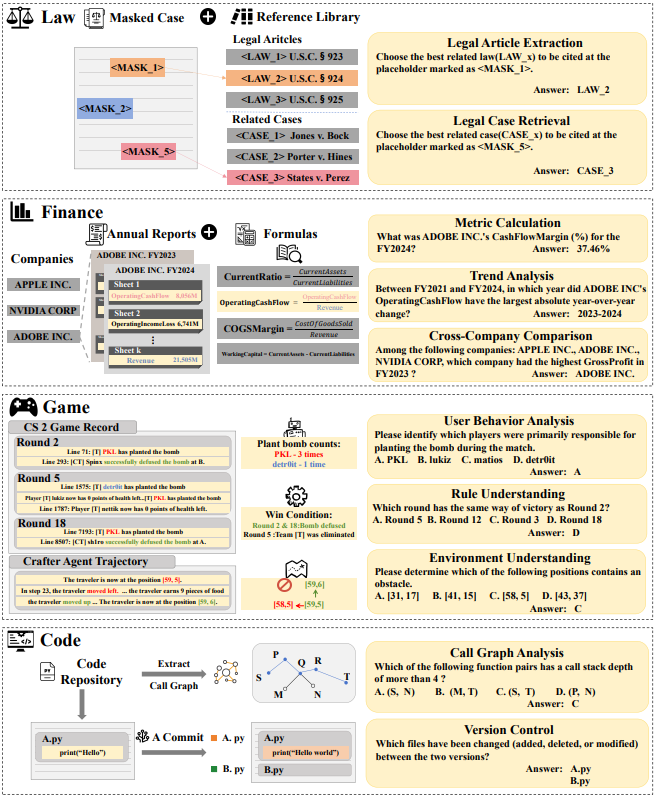 Law
Masked Case
Reference Library
<MASK_1>
<MASK_2>
<MASK_5>
Legal Aritcles
<LAW_1> U.S.C. § 923
<LAW_2> U.S.C. § 924
<LAW_3> U.S.C. § 925
Related Cases
<CASE_1> Jones v. Bock
<CASE_2> Porter v. Hines
<CASE_3> States v. Perez
Legal Article Extraction
Choose the best related law(LAW_x) to be cited at the
placeholder marked as <MASK_1>.
Answer: LAW_2
Legal Case Retrieval
Choose the best related case(CASE_x) to be cited at the
placeholder marked as <MASK_5>.
Answer: CASE_3
Finance
Companies
APPLE INC.
NVIDIA CORP
ADOBE INC.
Annual Reports
ADOBE INC. FY2023
ADOBE INC. FY2024
Sheet 1
OperatingCashFlow 8,056M
Sheet 2
OperatingIncomeLoss 6,741M
⋮
Sheet k
Revenue 21,505M
Formulas
CurrentRatio = CurrentAssets / CurrentLiabilities
OperatingCashFlow = OperatingCashFlow / Revenue
COGSMargin = CostOfGoodsSold / Revenue
WorkingCapital = CurrentAssets - CurrentLiabilities
Metric Calculation
What was ADOBE INC.'s CashFlowMargin (%) for the
FY2024? Answer: 37.46%
Trend Analysis
Between FY2021 and FY2024, in which year did ADOBE INC's
OperatingCashFlow have the largest absolute year-over-year
change? Answer: 2023-2024
Cross-Company Comparison
Among the following companies: APPLE INC., ADOBE INC.,
NVIDIA CORP, which company had the highest GrossProfit in
FY2023 ? Answer: ADOBE INC.
Game
CS 2 Game Record
Round 2
Line 71: [T] PKL has planted the bomb
Line 293: [CT] Spinx successfully defused the bomb at B.
Round 5
Line 1575: [T] detr0it has planted the bomb
Player [T] lukiz now has 0 points of health left...[T] PKL has planted the bomb
Line 1787: Player [T] nettik now has 0 points of health left.
Round 18
Line 7193: [T] PKL has planted the bomb
Line 8507: [CT] sh1ro successfully defused the bomb at A.
Crafter Agent Trajectory
The traveler is now at the position [59, 5].
In step 23, the traveler moved left. ... the traveler earns 9 pieces of food
the traveler moved up ... The traveler is now at the position [59, 6].
Plant bomb counts:
PKL - 3 times
detr0it - 1 time
Win Condition:
Round 2 & 18:Bomb defused
Round 5 :Team [T] was eliminated
[59,6]
[58,5]
[59,5]
User Behavior Analysis
Please identify which players were primarily responsible for
planting the bomb during the match.
A. PKL B. lukiz C. matios D. detr0it
Answer: A
Rule Understanding
Which round has the same way of victory as Round 2?
A. Round 5 B. Round 12 C. Round 3 D. Round 18
Answer: D
Environment Understanding
Please determine which of the following positions contains an
obstacle.
A. [31, 17] B. [41, 15] C. [58, 5] D. [43, 37]
Answer: C
Code
PY
Code
Repository
Extract
Call Graph
P
Q
R
S
T
M
N
A.py
print("Hello")
A Commit
A. py
B. py
A.py
print("Hello world")
B.py
Call Graph Analysis
Which of the following function pairs has a call stack depth
of more than 4 ?
A. (S, N) B. (M, T) C. (S, T) D. (P, N)
Answer: C
Version Control
Which files have been changed (added, deleted, or modified)
between the two versions?
Answer: A.py
B.py